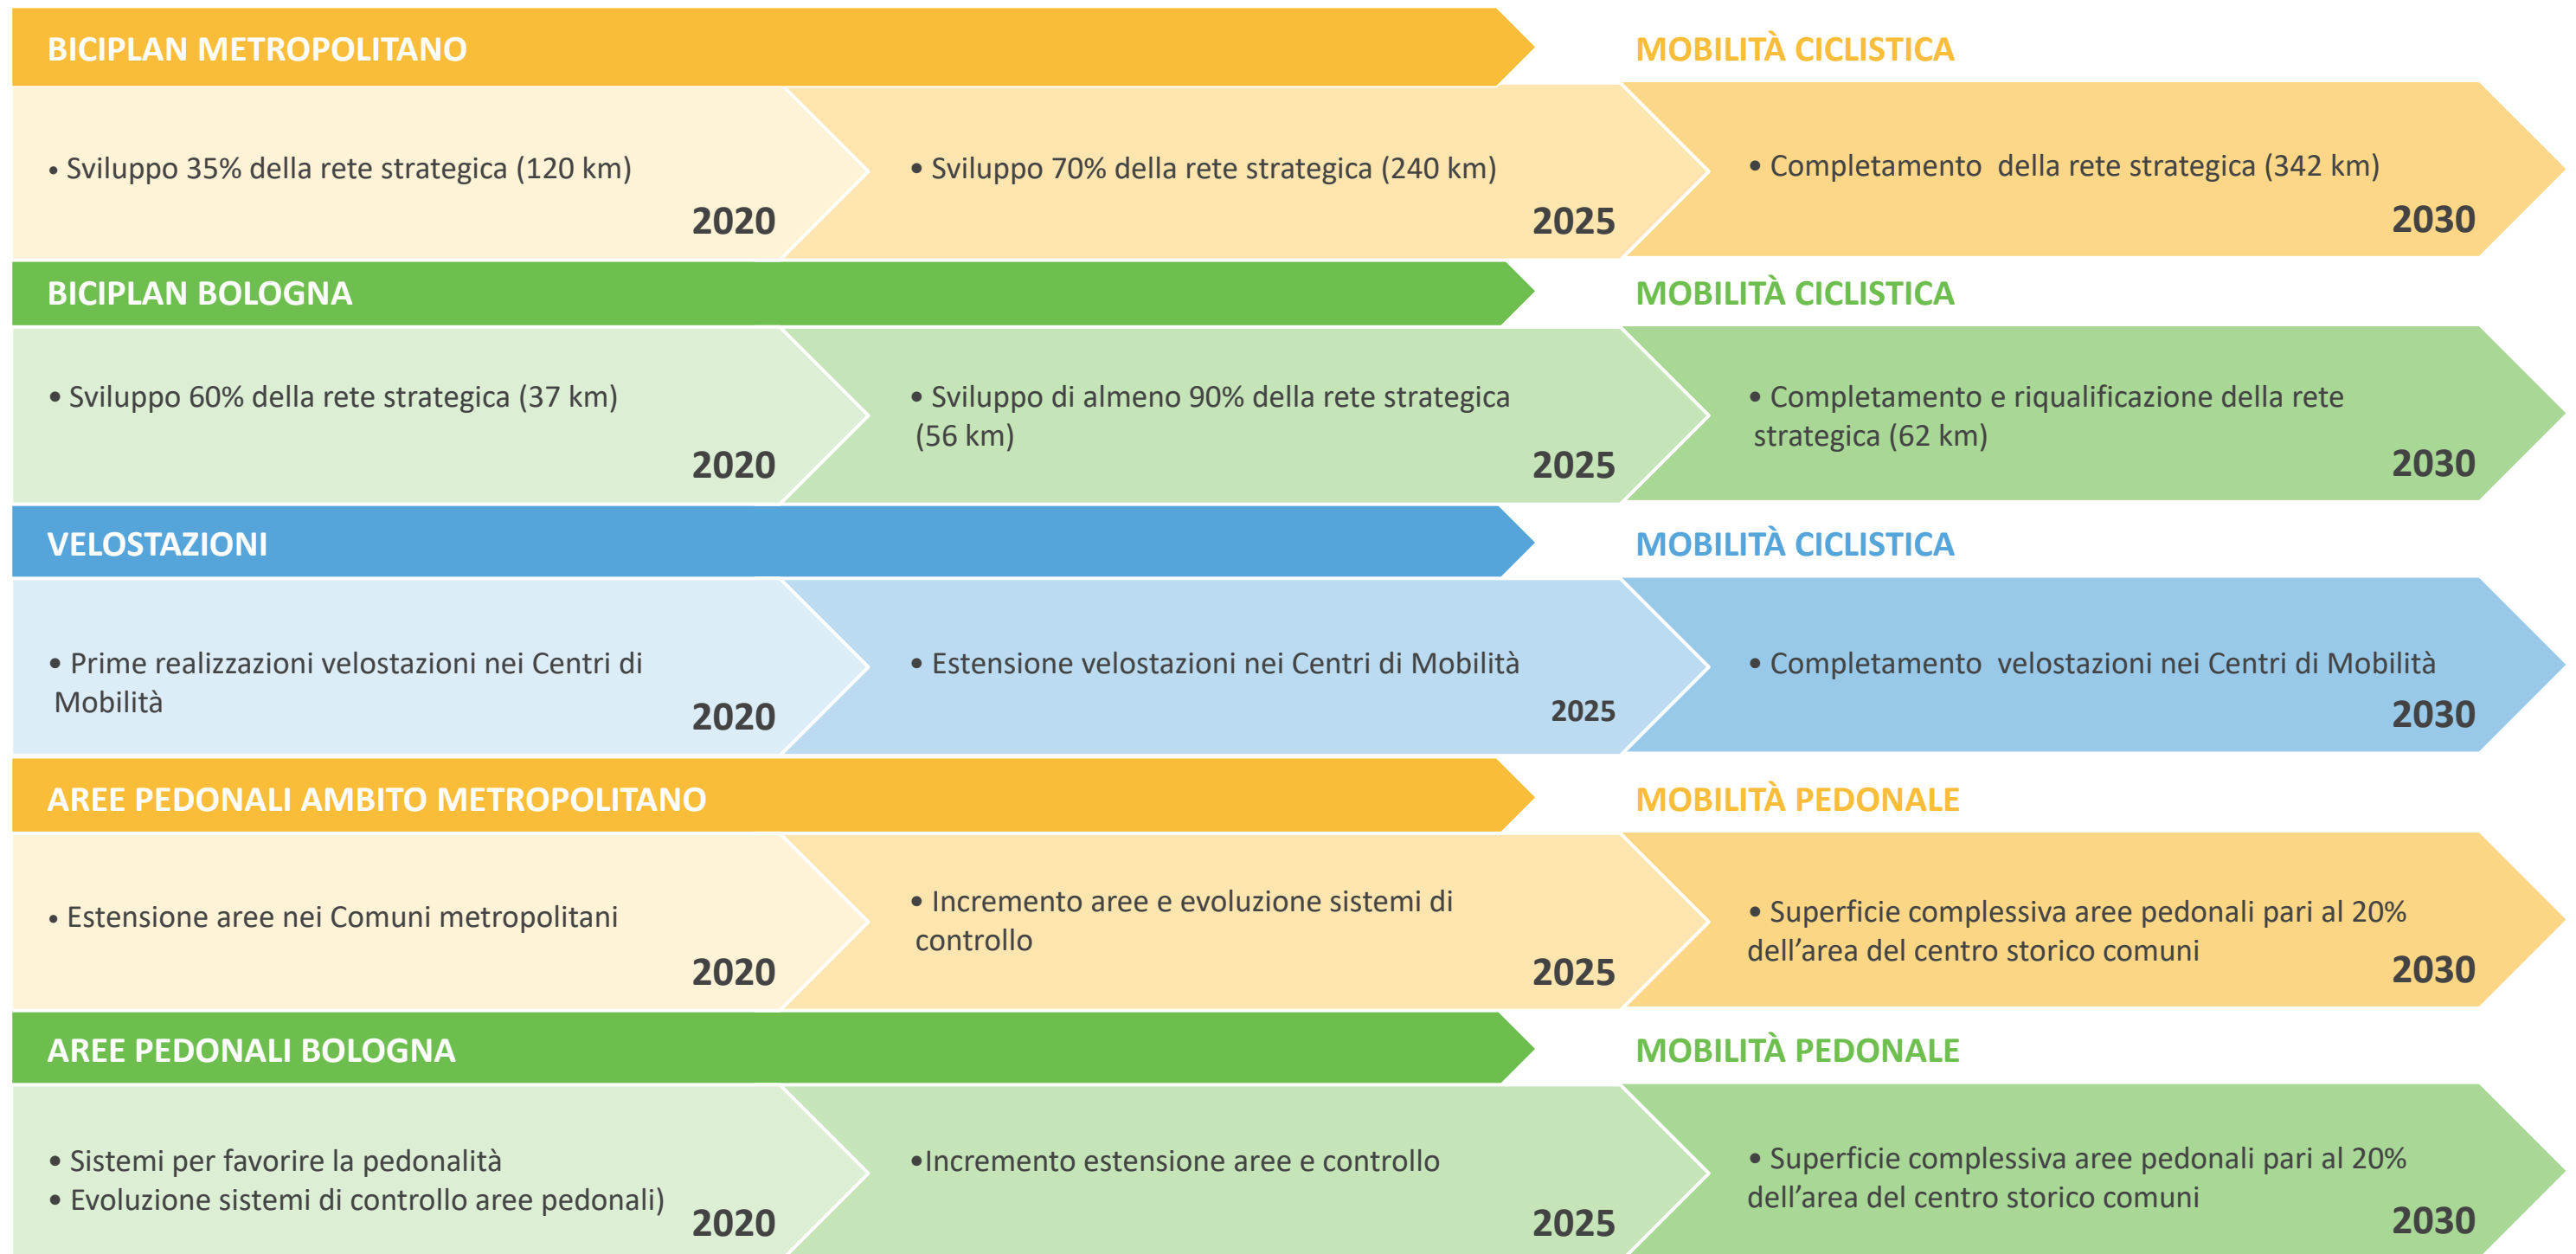 BICIPLAN METROPOLITANO
MOBILITÀ CICLISTICA
• Sviluppo 35% della rete strategica (120 km)
2020
• Sviluppo 70% della rete strategica (240 km)
2025
• Completamento della rete strategica (342 km)
2030
BICIPLAN BOLOGNA
MOBILITÀ CICLISTICA
• Sviluppo 60% della rete strategica (37 km)
2020
• Sviluppo di almeno 90% della rete strategica
(56 km)
2025
• Completamento e riqualificazione della rete
strategica (62 km)
2030
VELOSTAZIONI
MOBILITÀ CICLISTICA
• Prime realizzazioni velostazioni nei Centri di
Mobilità
2020
• Estensione velostazioni nei Centri di Mobilità
2025
• Completamento velostazioni nei Centri di Mobilità
2030
AREE PEDONALI AMBITO METROPOLITANO
MOBILITÀ PEDONALE
• Estensione aree nei Comuni metropolitani
2020
• Incremento aree e evoluzione sistemi di
controllo
2025
• Superficie complessiva aree pedonali pari al 20%
dell’area del centro storico comuni
2030
AREE PEDONALI BOLOGNA
MOBILITÀ PEDONALE
• Sistemi per favorire la pedonalità
• Evoluzione sistemi di controllo aree pedonali)
2020
•Incremento estensione aree e controllo
2025
• Superficie complessiva aree pedonali pari al 20%
dell’area del centro storico comuni
2030